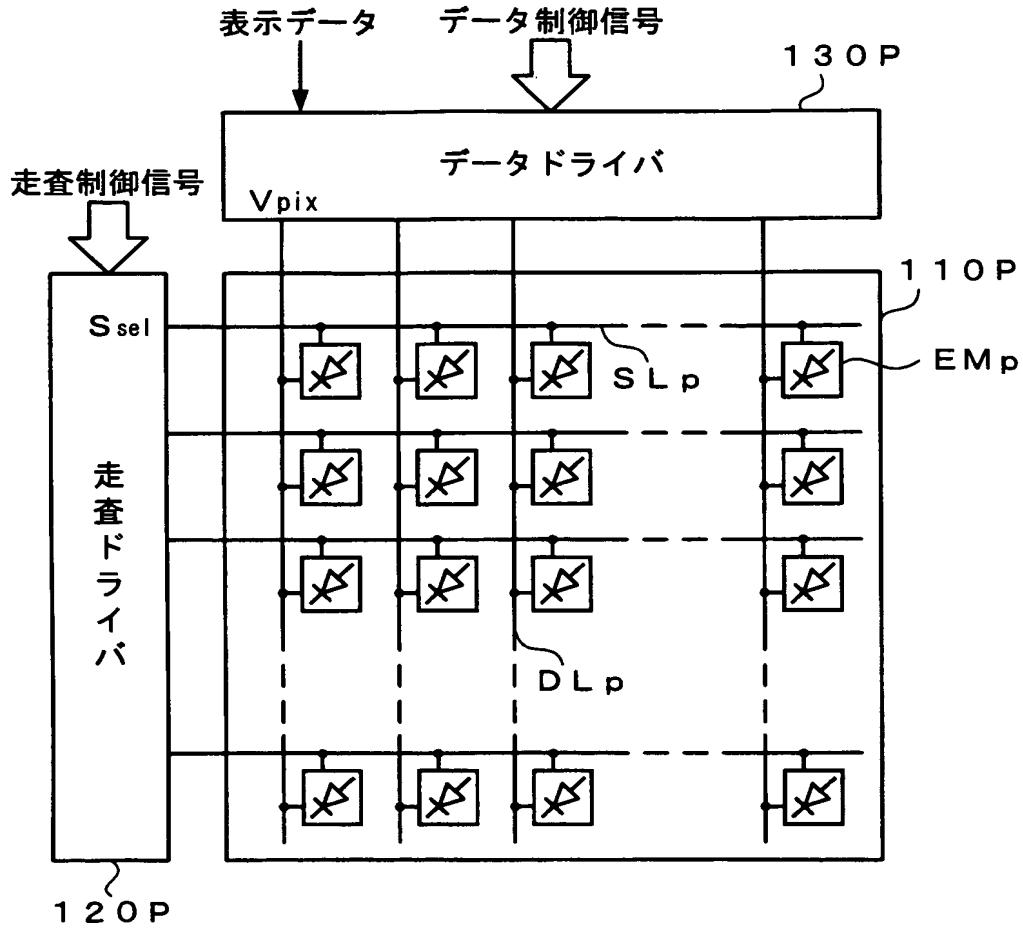 表示データ
データ制御信号
130P
データドライバ
走査制御信号
Vpix
110P
Ssel
SLp
EMp
走査ドライバ
DLp
120P